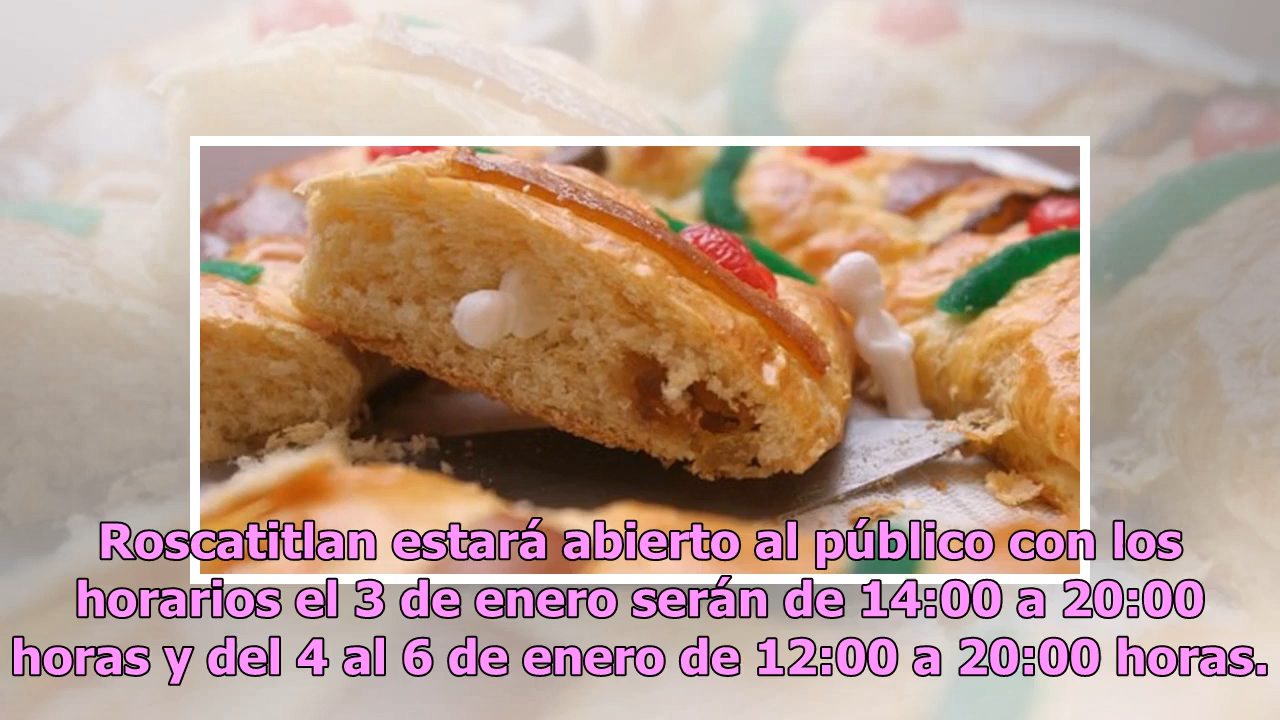 Roscatitlan estará abierto al público con los
horarios el 3 de enero serán de 14:00 a 20:00
horas y del 4 al 6 de enero de 12:00 a 20:00 horas.